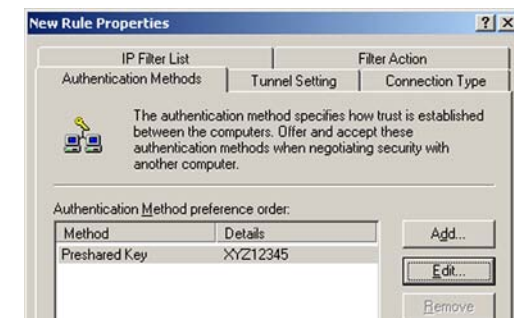 New Rule Properties
? X
IP Filter List Filter Action
Authentication Methods Tunnel Setting Connection Type
The authentication method specifies how trust is established
between the computers. Offer and accept these
authentication methods when negotiating security with
another computer.
Authentication Method preference order:
Method Details
Preshared Key XYZ12345
Add...
Edit...
Remove